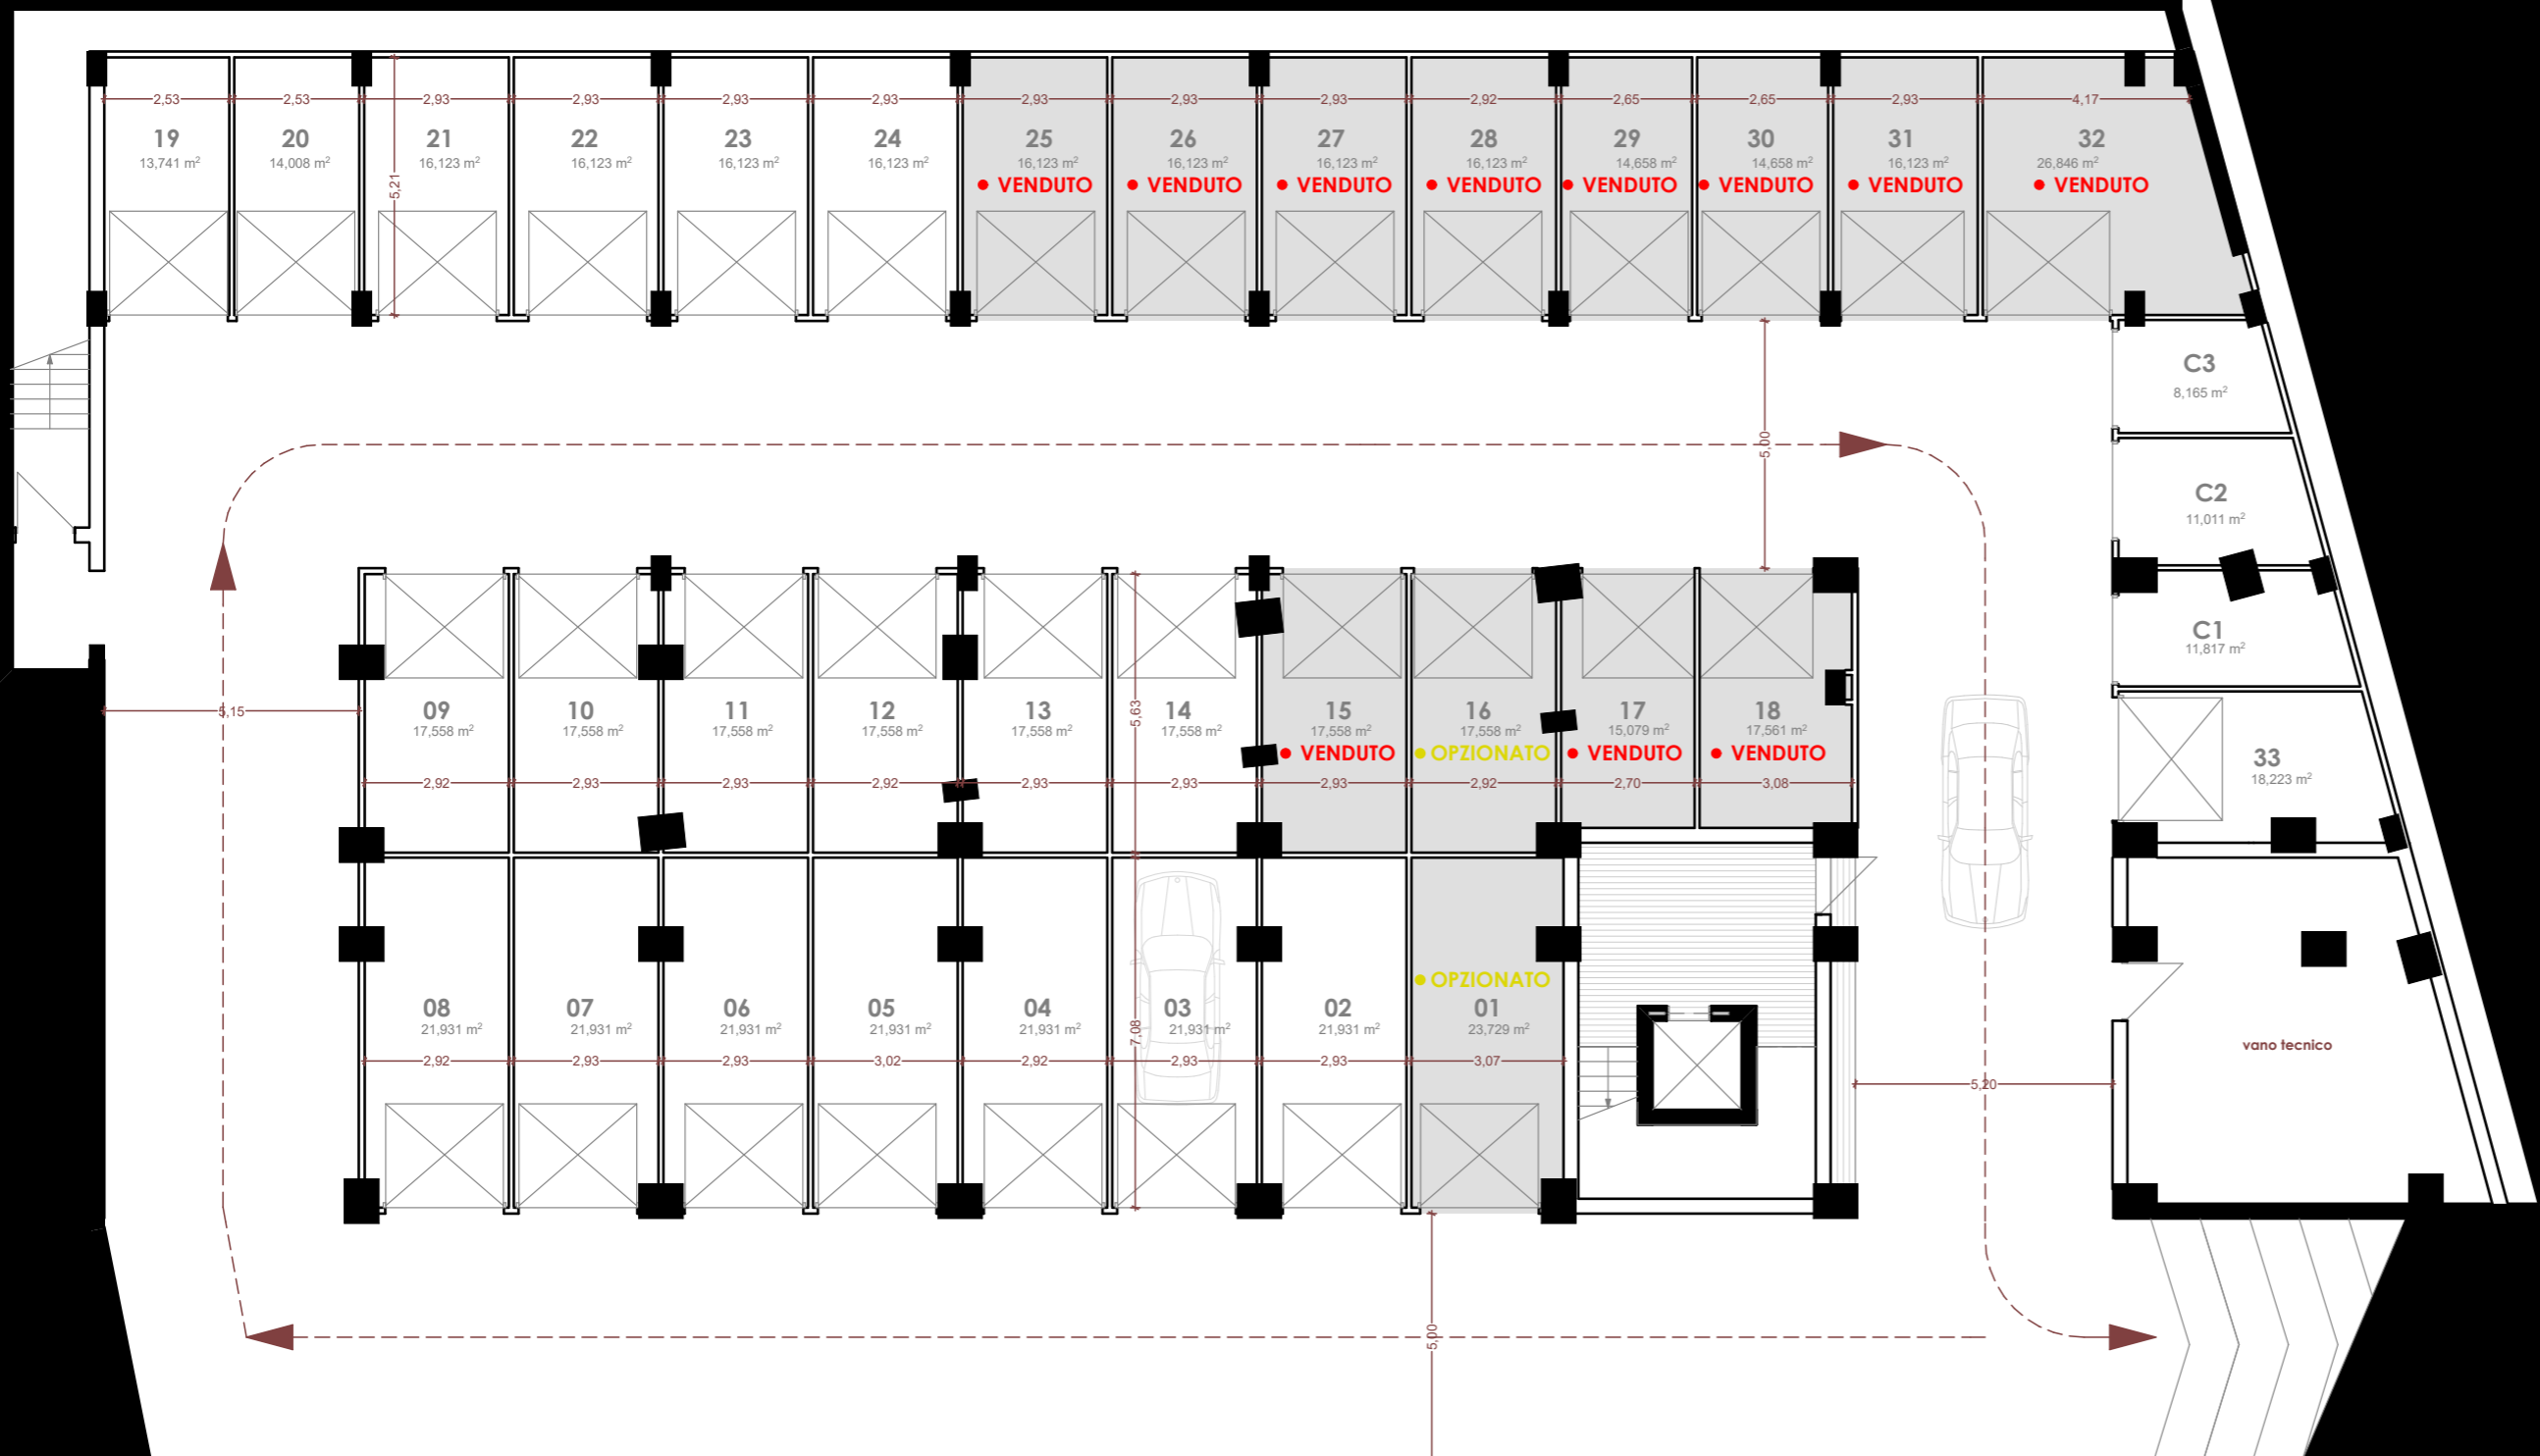 2,53 2,53 2,93 2,93 2,93 2,93 2,93 2,93 2,93 2,92 2,65 2,65 2,93 4,17
19 20 21 22 23 24 25 26 27 28 29 30 31 32
13,741 m² 14,008 m² 16,123 m² 16,123 m² 16,123 m² 16,123 m² 16,123 m² 16,123 m² 16,123 m² 16,123 m² 14,658 m² 14,658 m² 16,123 m² 26,846 m²
5,21
• VENDUTO • VENDUTO • VENDUTO • VENDUTO • VENDUTO • VENDUTO • VENDUTO • VENDUTO
C3
8,165 m²
5,00
C2
11,011 m²
C1
11,817 m²
5,15
5,63
09 10 11 12 13 14 15 16 17 18
17,558 m² 17,558 m² 17,558 m² 17,558 m² 17,558 m² 17,558 m² 17,558 m² 17,558 m² 15,079 m² 17,561 m²
• VENDUTO • OPZIONATO • VENDUTO • VENDUTO
33
18,223 m²
2,92 2,93 2,93 2,92 2,93 2,93 2,93 2,92 2,70 3,08
• OPZIONATO
08 07 06 05 04 03 02 01
21,931 m² 21,931 m² 21,931 m² 21,931 m² 21,931 m² 21,931 m² 21,931 m² 23,729 m²
7,08
vano tecnico
2,92 2,93 2,93 3,02 2,92 2,93 2,93 3,07
5,20
5,00